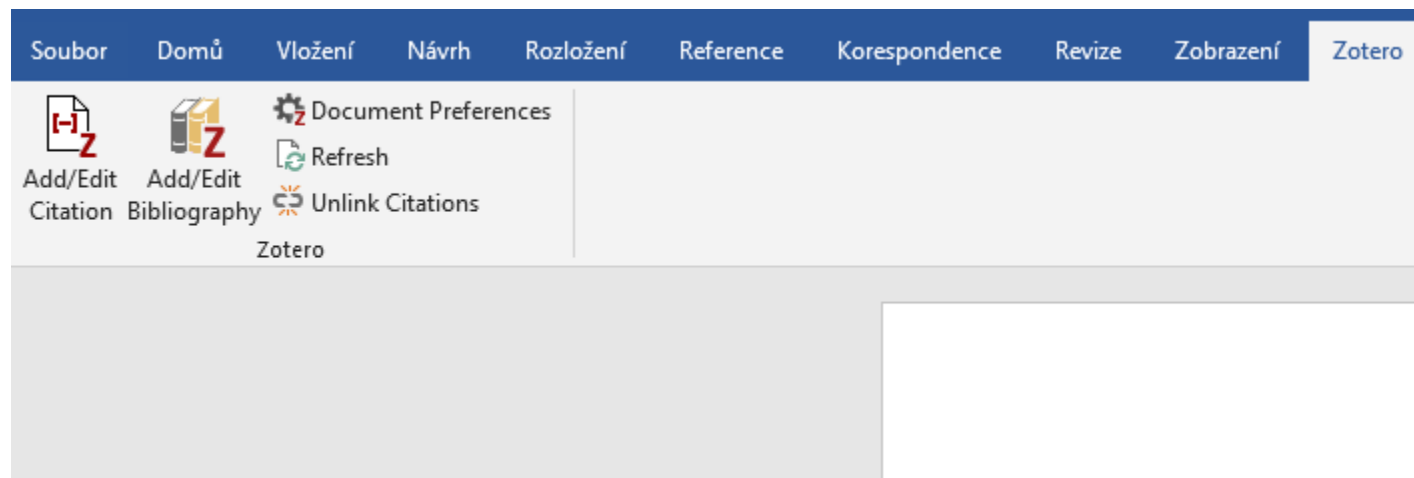 Soubor Domů Vložení Návrh Rozložení Reference Korespondence Revize Zobrazení Zotero
Add/Edit
Citation
Add/Edit
Bibliography
Document Preferences
Refresh
Unlink Citations
Zotero